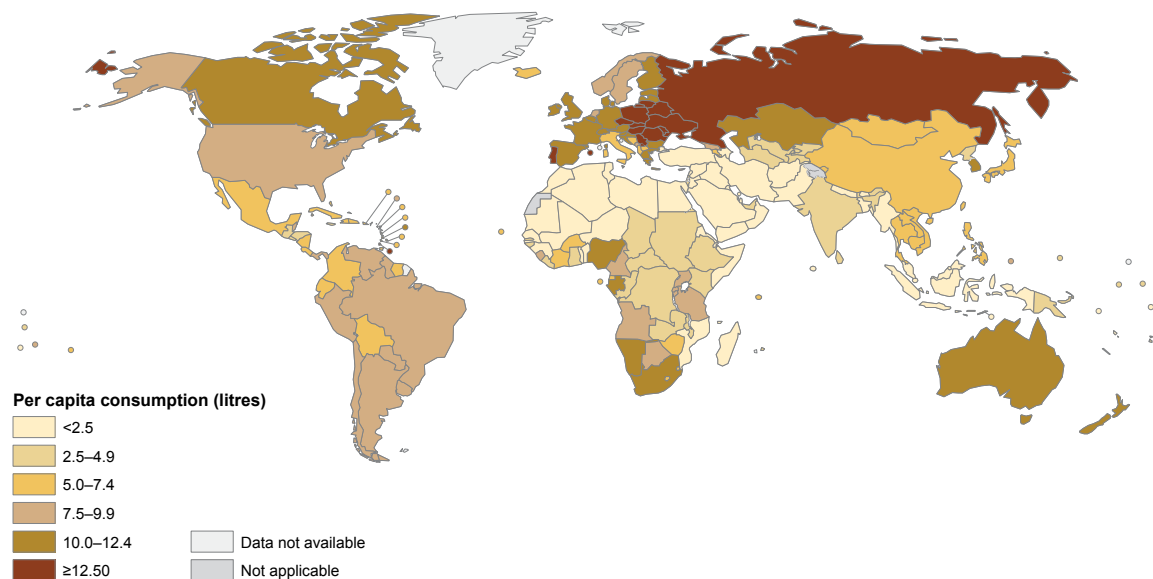 Per capita consumption (litres)
<2.5
2.5–4.9
5.0–7.4
7.5–9.9
10.0–12.4
≥12.50
Data not available
Not applicable